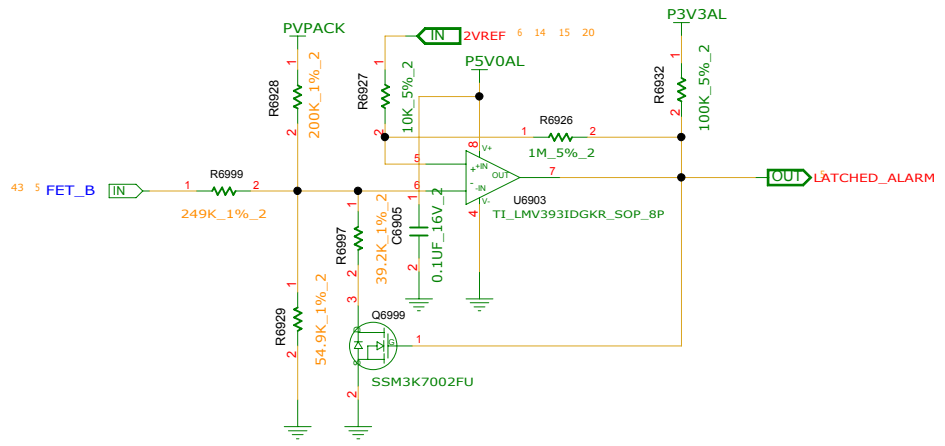 PVPACK
P3V3AL
IN 2VREF 6 14 15 20
P5V0AL
1
R6928
200K_1%_2
2
1
R6927
10K_5%_2
2
1
R6932
100K_5%_2
2
R6926
1 2
1M_5%_2
8 V+
5 + +IN
OUT 7
6 - -IN
V-
4
U6903
TI_LMV393IDGKR_SOP_8P
OUT LATCHED_ALARM
43 5 FET_B IN
R6999
1 2
249K_1%_2
1
R6997
39.2K_1%_2
2
1
C6905
0.1UF_16V_2
2
1
R6929
54.9K_1%_2
2
3
Q6999
D
G
S
1
SSM3K7002FU
2